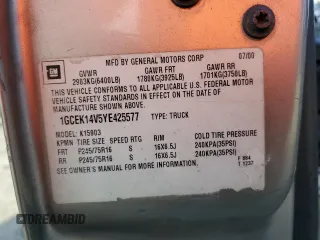 GM
MFD BY GENERAL MOTORS CORP 07/00
GVWR GAWR FRT GAWR RR
2903KG(6400LB) 1780KG(3925LB) 1701KG(3750LB)
THIS VEHICLE CONFORMS TO ALL APPLICABLE U.S. FEDERAL MOTOR
VEHICLE SAFETY STANDARDS IN EFFECT ON THE DATE OF
MANUFACTURE SHOWN ABOVE.
1GCEK14V5YE425577 TYPE: TRUCK
MODEL: K15903
KPMN TIRE SIZE SPEED RTG RIM COLD TIRE PRESSURE
FRT P245/75R16 S 16X6.5J 240KPA(35PSI)
RR P245/75R16 S 16X6.5J 240KPA(35PSI)
SEE OWNER'S MANUAL FOR MORE INFORMATION.
AUTOBIDMASTER